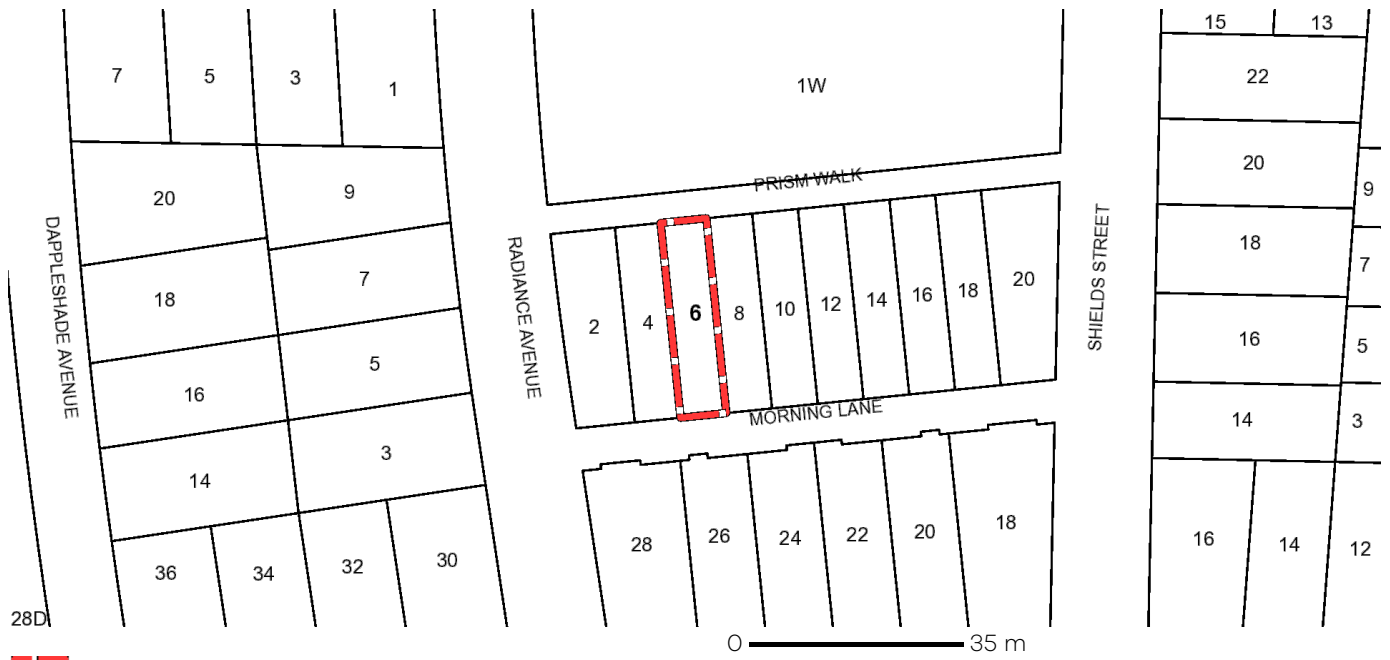 15 13
7 5 3 1 1W 22
20 9 PRISM WALK 20 9
DAPPLESHADE AVENUE
RADIANCE AVENUE
SHIELDS STREET
18 7 18 7
2 4 6 8 10 12 14 16 18 20
16 5 16 5
MORNING LANE
14 3 14 3
28 26 24 22 20 18 16 14 12
36 34 32 30
28D
0 35 m